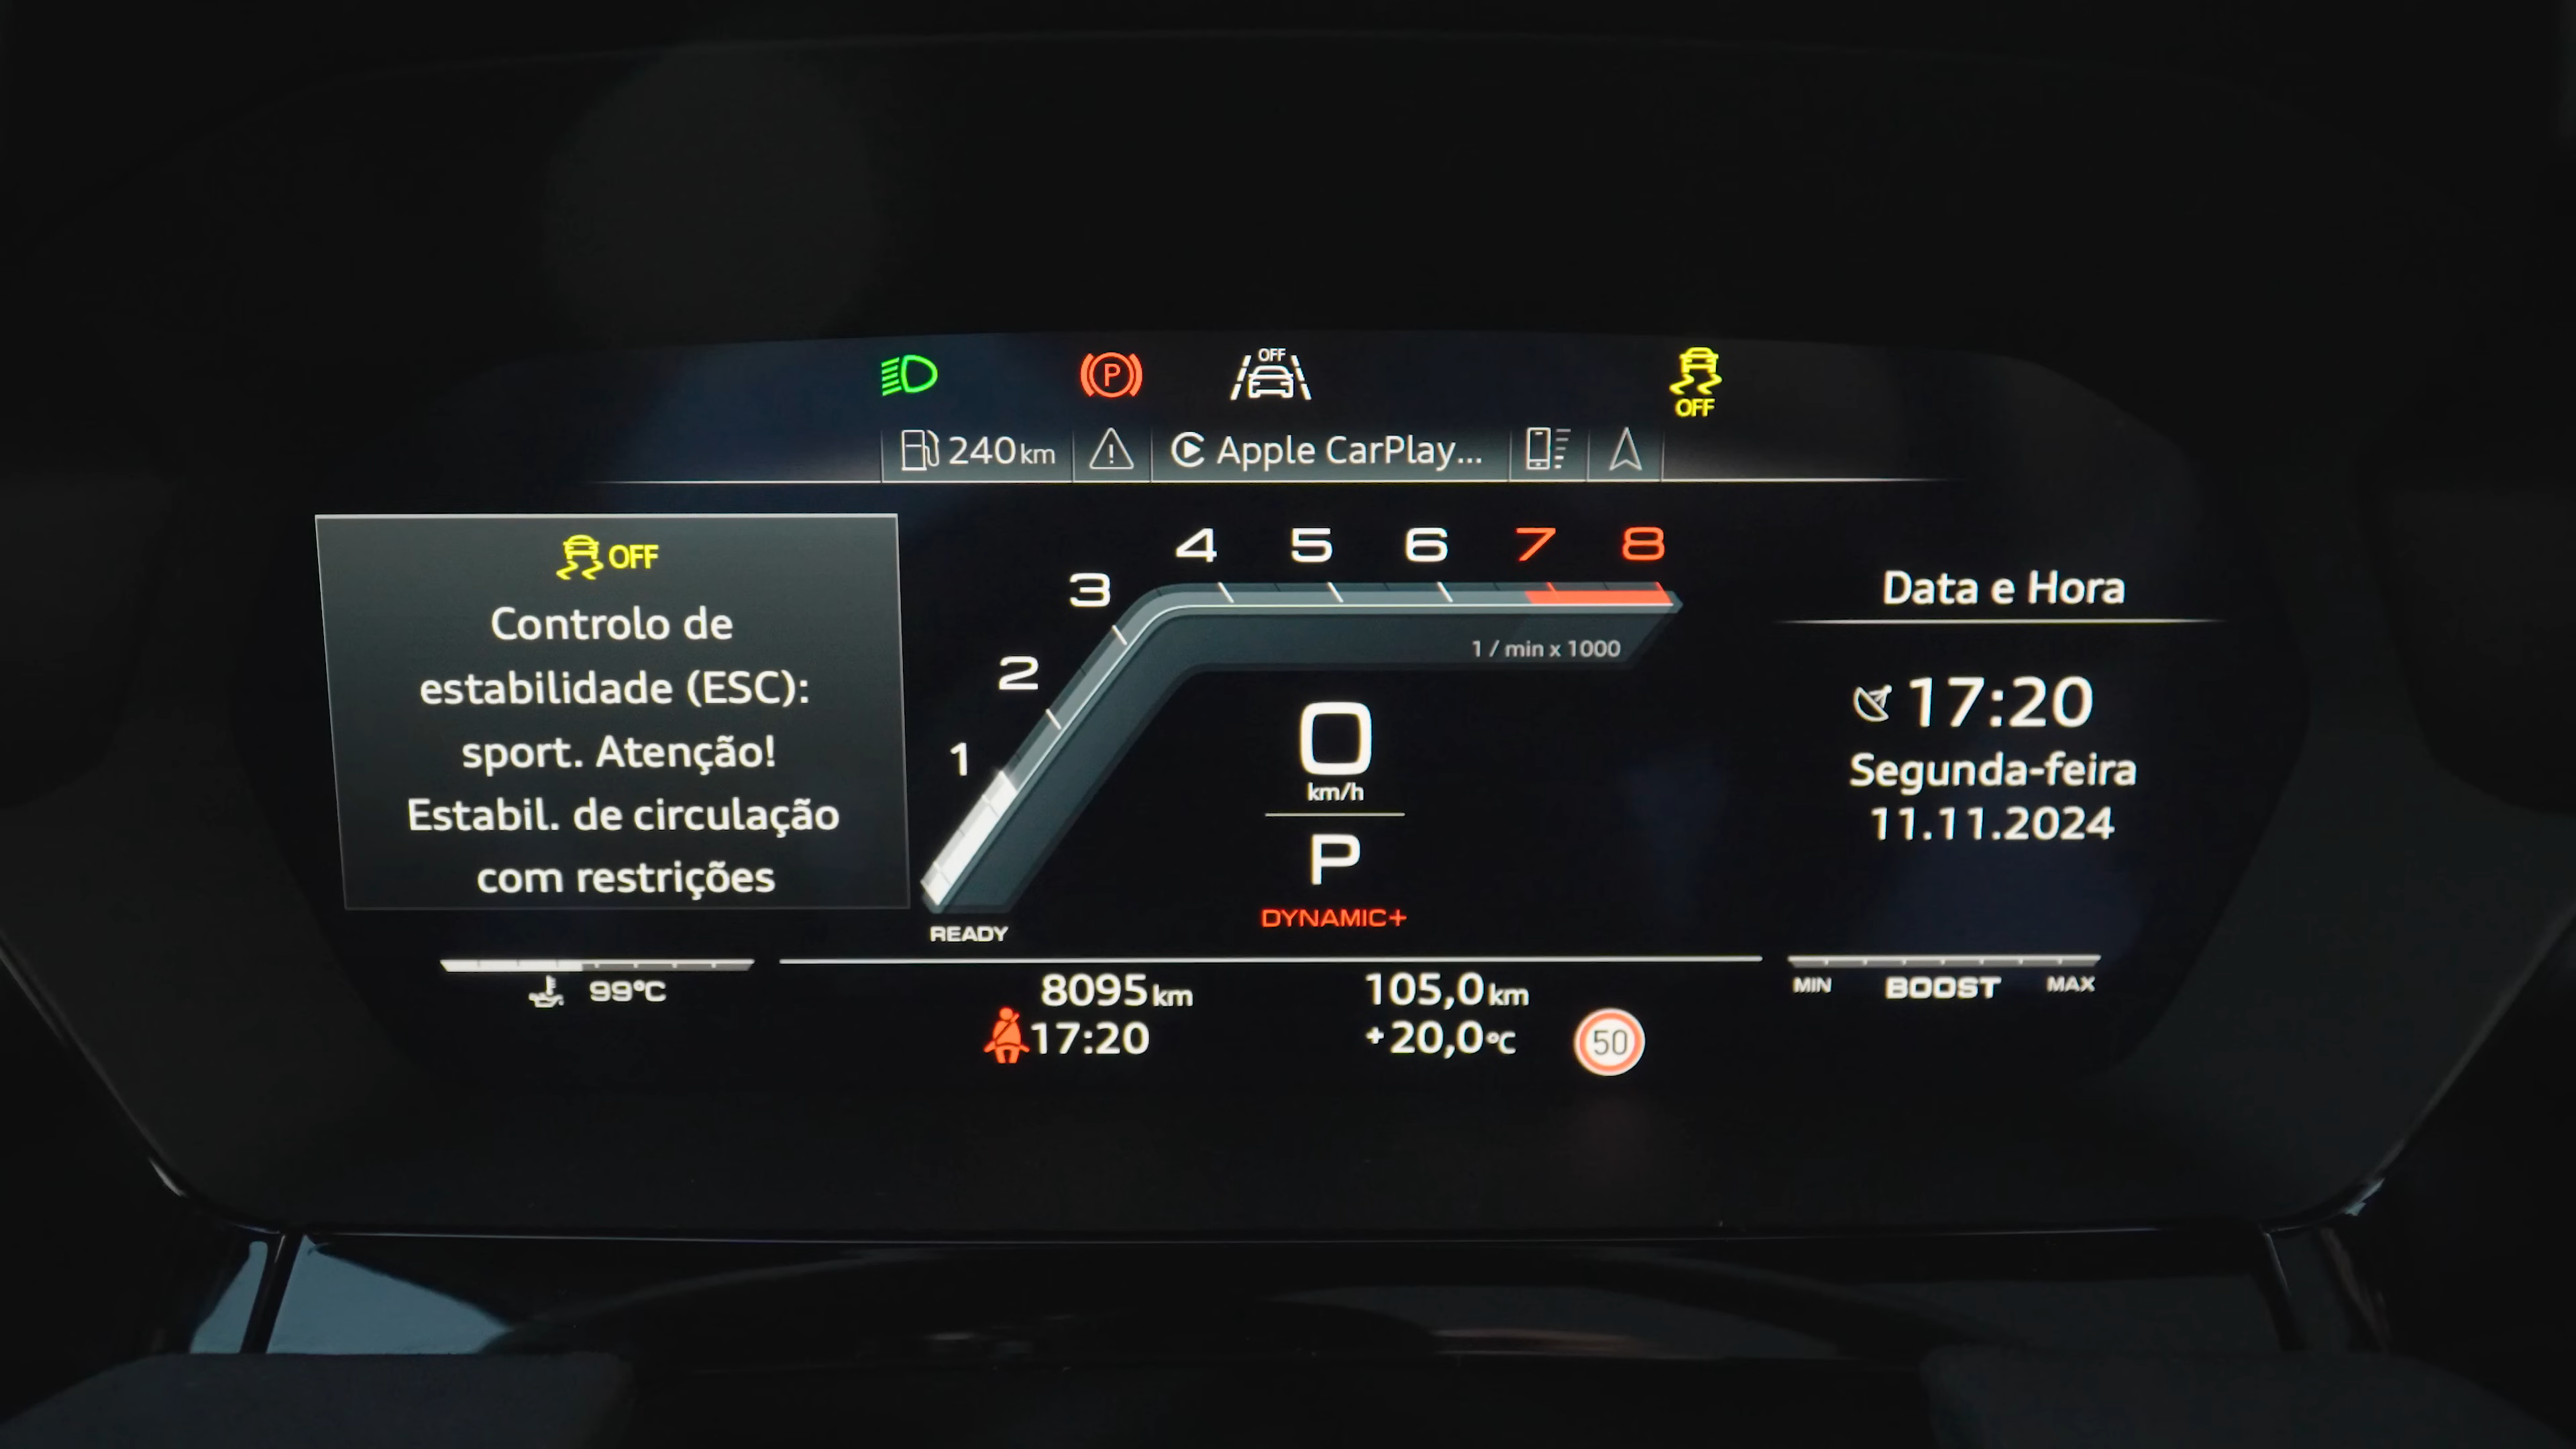 OFF
P
OFF
240 km
Apple CarPlay...
OFF
Controlo de
estabilidade (ESC):
sport. Atenção!
Estabil. de circulação
com restrições
99°C
1
2
3
4
5
6
7
8
1 / min x 1000
0
km/h
P
DYNAMIC+
READY
8095 km
105,0 km
17:20
+20,0 °C
50
Data e Hora
17:20
Segunda-feira
11.11.2024
MIN BOOST MAX